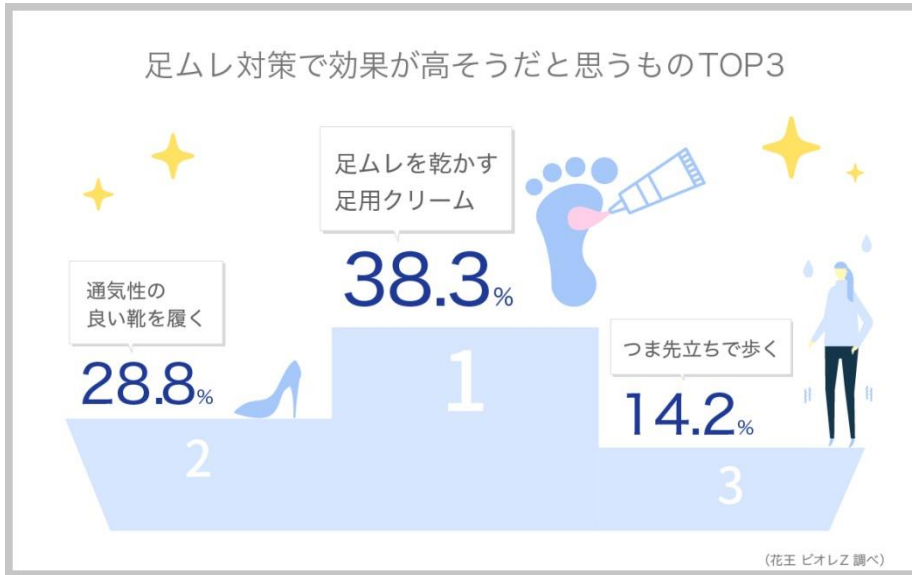 足ムレ対策で効果が高そうだと思うものTOP3
足ムレを乾かす
足用クリーム
38.3%
1
通気性の
良い靴を履く
28.8%
2
つま先立ちで歩く
14.2%
3
(花王 ビオレZ 調べ)